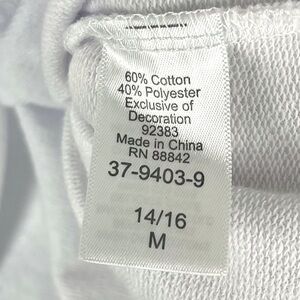 60% Cotton
40% Polyester
Exclusive of
Decoration
92383
Made in China
RN 88842
37-9403-9
14/16
M